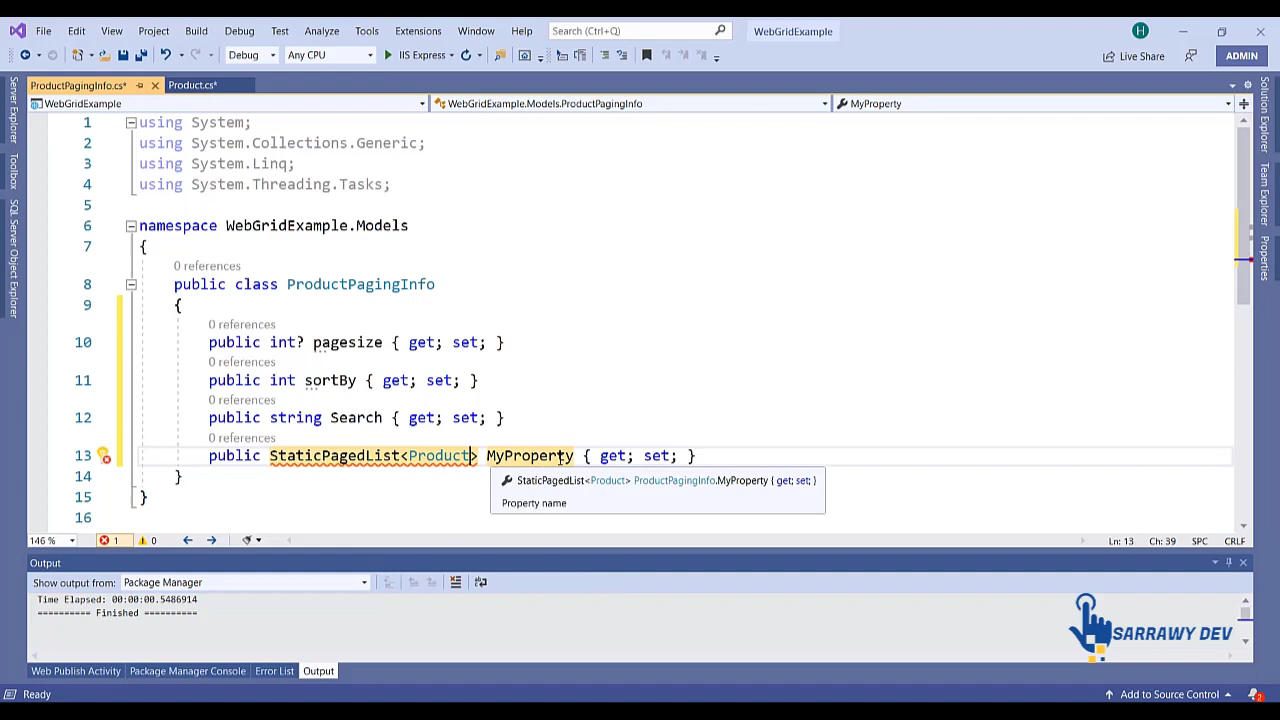 File Edit View Project Build Debug Test Analyze Tools Extensions Window Help Search (Ctrl+Q) WebGridExample H
Debug Any CPU IIS Express Live Share ADMIN
ProductPagingInfo.cs* Product.cs*
WebGridExample WebGridExample.Models.ProductPagingInfo MyProperty
Server Explorer
Toolbox
SQL Server Object Explorer
1 using System;
2 using System.Collections.Generic;
3 using System.Linq;
4 using System.Threading.Tasks;
5
6 namespace WebGridExample.Models
7 {
0 references
8 public class ProductPagingInfo
9 {
0 references
10 public int? pagesize { get; set; }
0 references
11 public int sortBy { get; set; }
0 references
12 public string Search { get; set; }
0 references
13 public StaticPagedList<Product> MyProperty { get; set; }
StaticPagedList<Product> ProductPagingInfo.MyProperty { get; set; }
Property name
14 }
15 }
16
Solution Explorer
Team Explorer
Properties
146 % 1 0 Ln: 13 Ch: 39 SPC CRLF
Output
Show output from: Package Manager
Time Elapsed: 00:00:00.5486914
========== Finished ==========
SARRAWY DEV
Web Publish Activity Package Manager Console Error List Output
Ready Add to Source Control 2